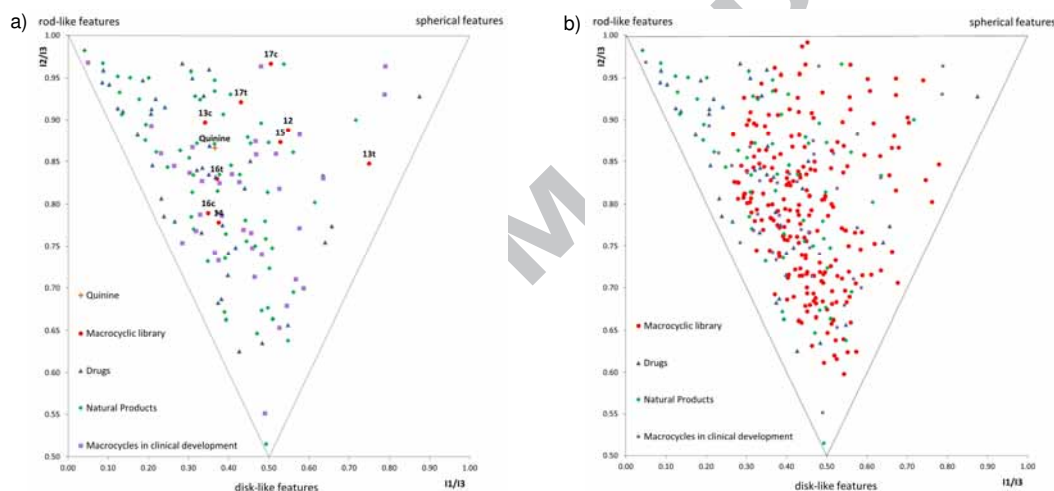 a)
rod-like features
spherical features
I2/I3
1.00
0.95
0.90
0.85
0.80
0.75
0.70
0.65
0.60
0.55
0.50
17c
17t
13c
12
15
Quinine
13t
16t
16c
14
Quinine
Macrocyclic library
Drugs
Natural Products
Macrocycles in clinical development
0.00 0.10 0.20 0.30 0.40 0.50 0.60 0.70 0.80 0.90 1.00
disk-like features
I1/I3
b)
rod-like features
spherical features
I2/I3
1.00
0.95
0.90
0.85
0.80
0.75
0.70
0.65
0.60
0.55
0.50
Macrocyclic library
Drugs
Natural Products
Macrocycles in clinical development
0.00 0.10 0.20 0.30 0.40 0.50 0.60 0.70 0.80 0.90 1.00
disk-like features
I1/I3
M